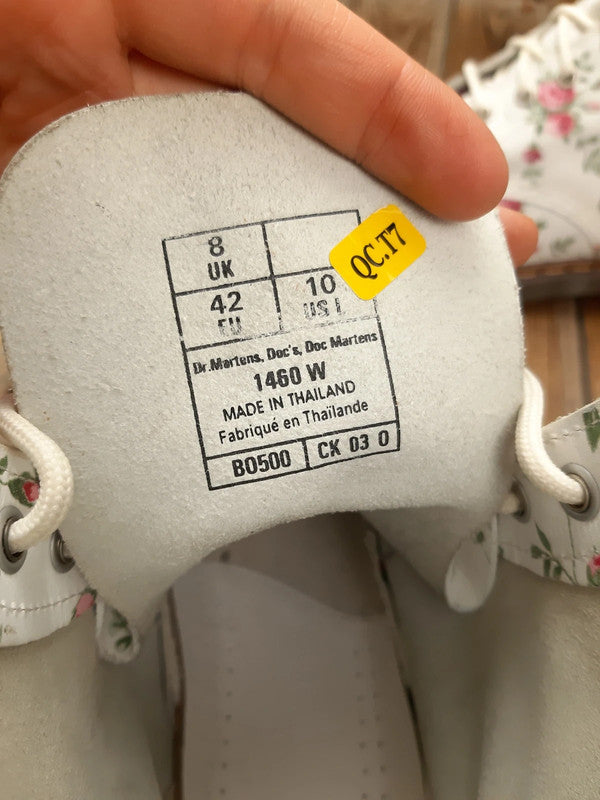 8
UK
QC.T7
42
EU
10
US L
Dr.Martens, Doc's, Doc Martens
1460 W
MADE IN THAILAND
Fabriqué en Thaïlande
BO500
CK 03 0